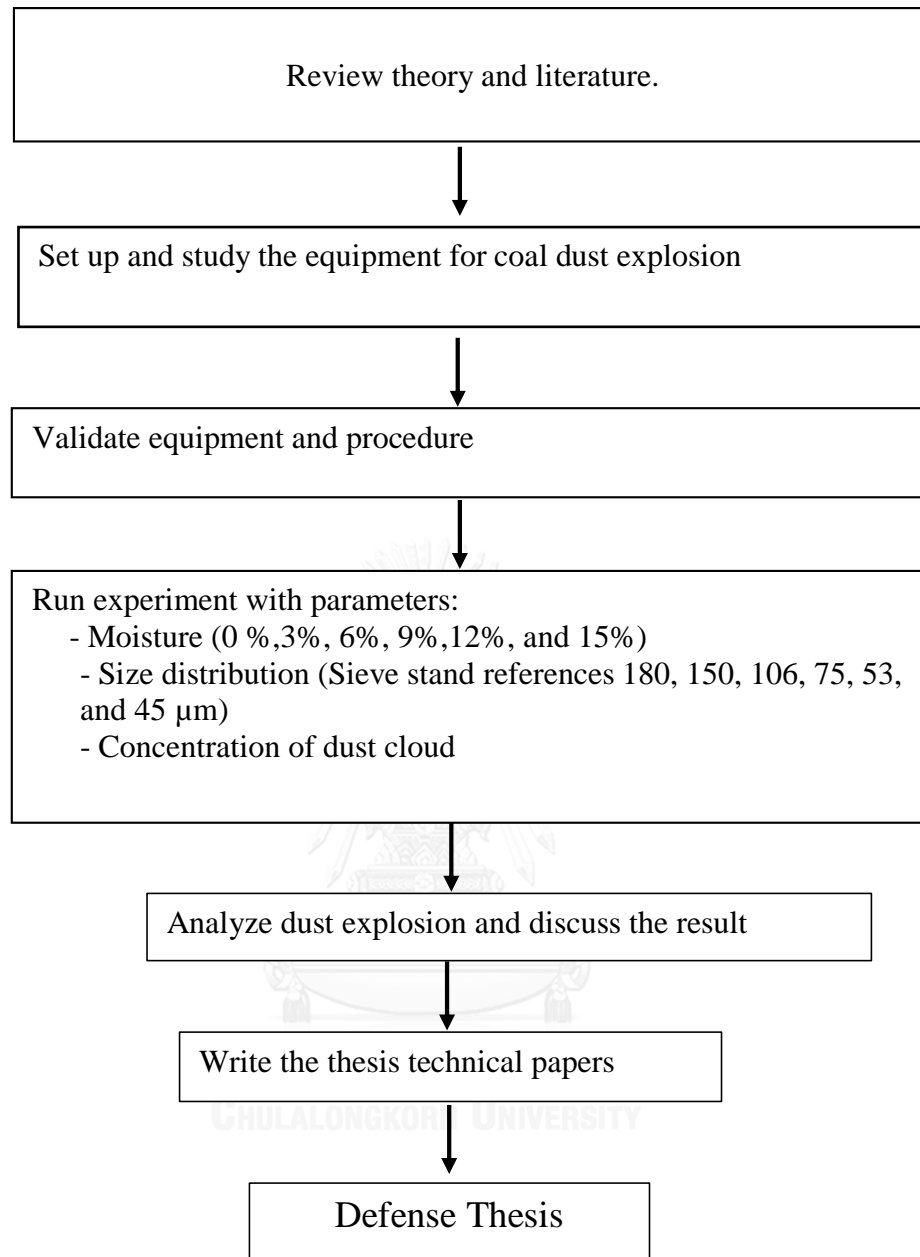 Review theory and literature.
Set up and study the equipment for coal dust explosion
Validate equipment and procedure
Run experiment with parameters:
- Moisture (0 %,3%, 6%, 9%,12%, and 15%)
- Size distribution (Sieve stand references 180, 150, 106, 75, 53,
and 45 µm)
- Concentration of dust cloud
Analyze dust explosion and discuss the result
Write the thesis technical papers
CHULALONGKORN UNIVERSITY
Defense Thesis